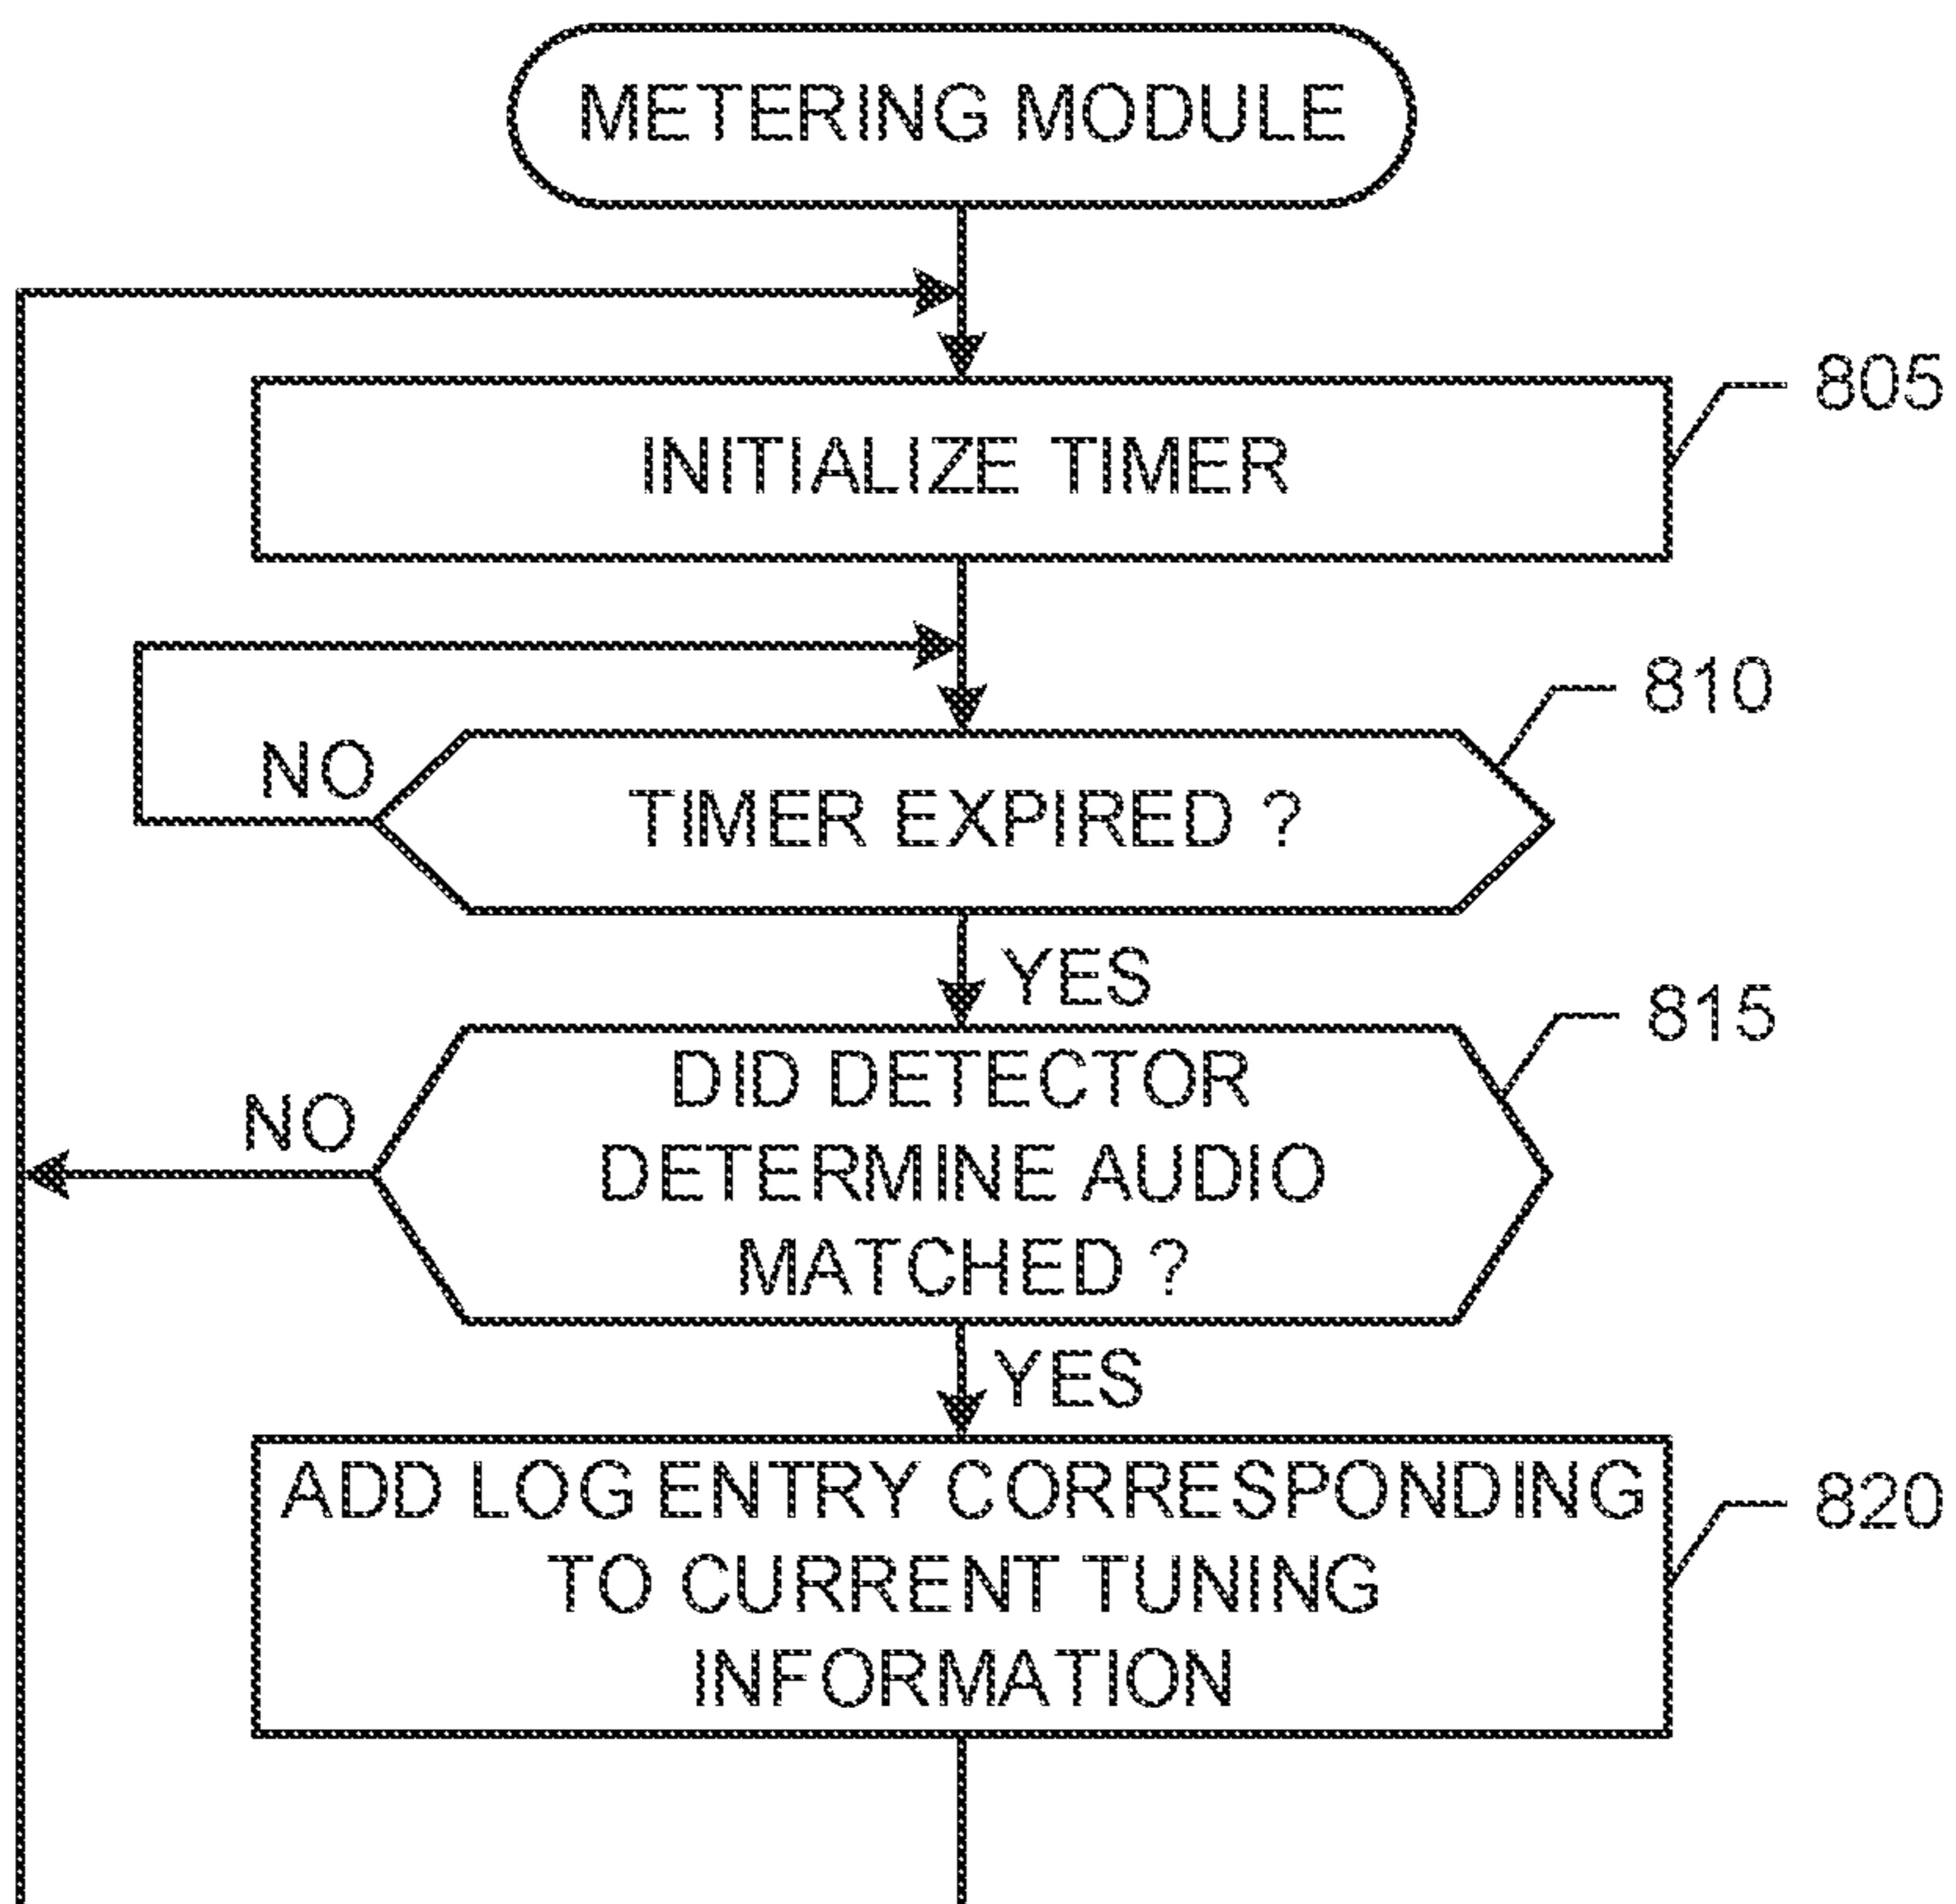 METERING MODULE
805
INITIALIZE TIMER
810
NO
TIMER EXPIRED ?
YES
815
NO
DID DETECTOR
DETERMINE AUDIO
MATCHED ?
YES
ADD LOG ENTRY CORRESPONDING
820
TO CURRENT TUNING
INFORMATION